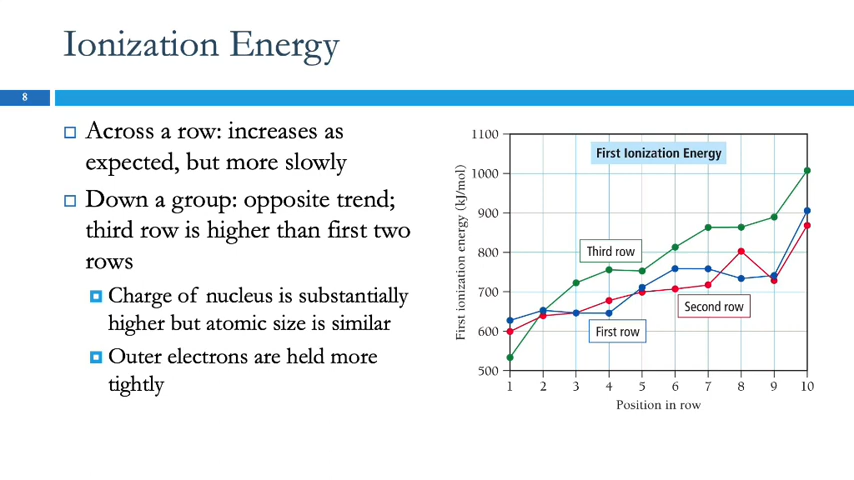 Ionization Energy
8
Across a row: increases as
expected, but more slowly
Down a group: opposite trend;
third row is higher than first two
rows
Charge of nucleus is substantially
higher but atomic size is similar
Outer electrons are held more
tightly
First Ionization Energy
First ionization energy (kJ/mol)
1100
1000
900
800
700
600
500
Third row
Second row
First row
1 2 3 4 5 6 7 8 9 10
Position in row